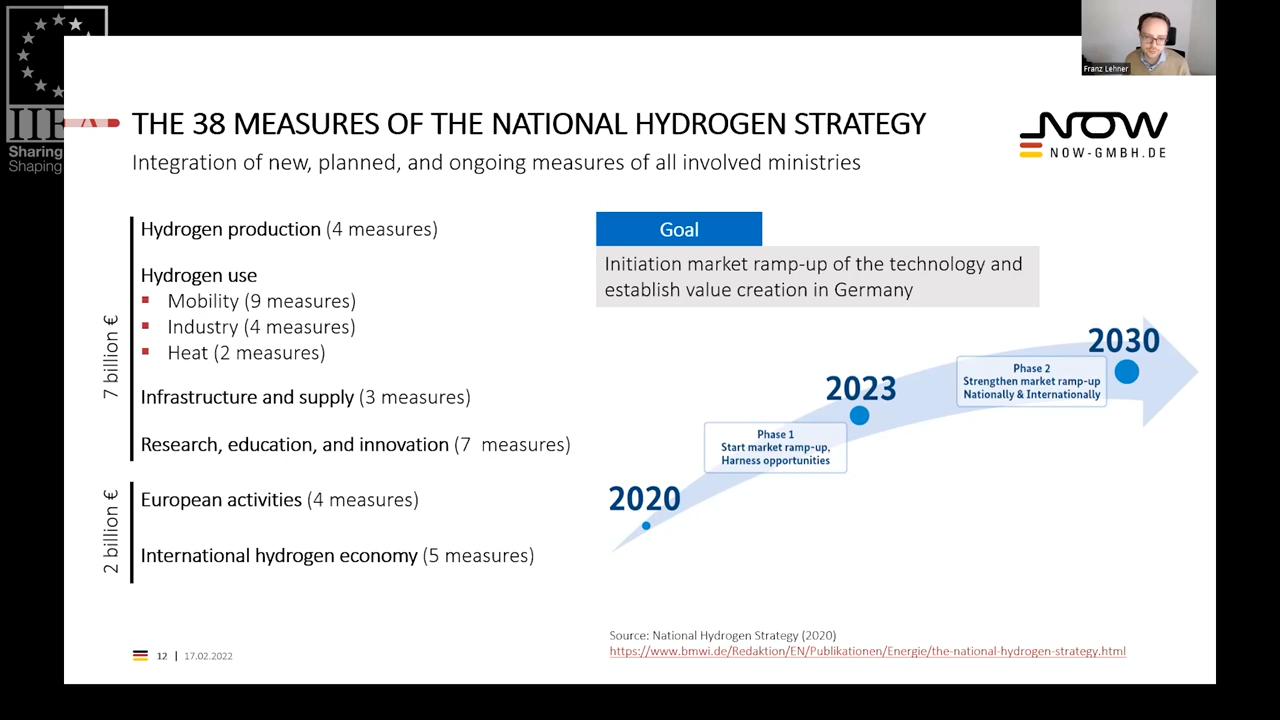 Franz Lehner
IIEA
Sharing
Shaping
THE 38 MEASURES OF THE NATIONAL HYDROGEN STRATEGY
Integration of new, planned, and ongoing measures of all involved ministries
NOW
NOW-GMBH.DE
7 billion €
Hydrogen production (4 measures)
Hydrogen use
Mobility (9 measures)
Industry (4 measures)
Heat (2 measures)
Infrastructure and supply (3 measures)
Research, education, and innovation (7 measures)
2 billion €
European activities (4 measures)
International hydrogen economy (5 measures)
Goal
Initiation market ramp-up of the technology and
establish value creation in Germany
2020
Phase 1
Start market ramp-up,
Harness opportunities
2023
Phase 2
Strengthen market ramp-up
Nationally & Internationally
2030
Source: National Hydrogen Strategy (2020)
https://www.bmwi.de/Redaktion/EN/Publikationen/Energie/the-national-hydrogen-strategy.html
12 | 17.02.2022